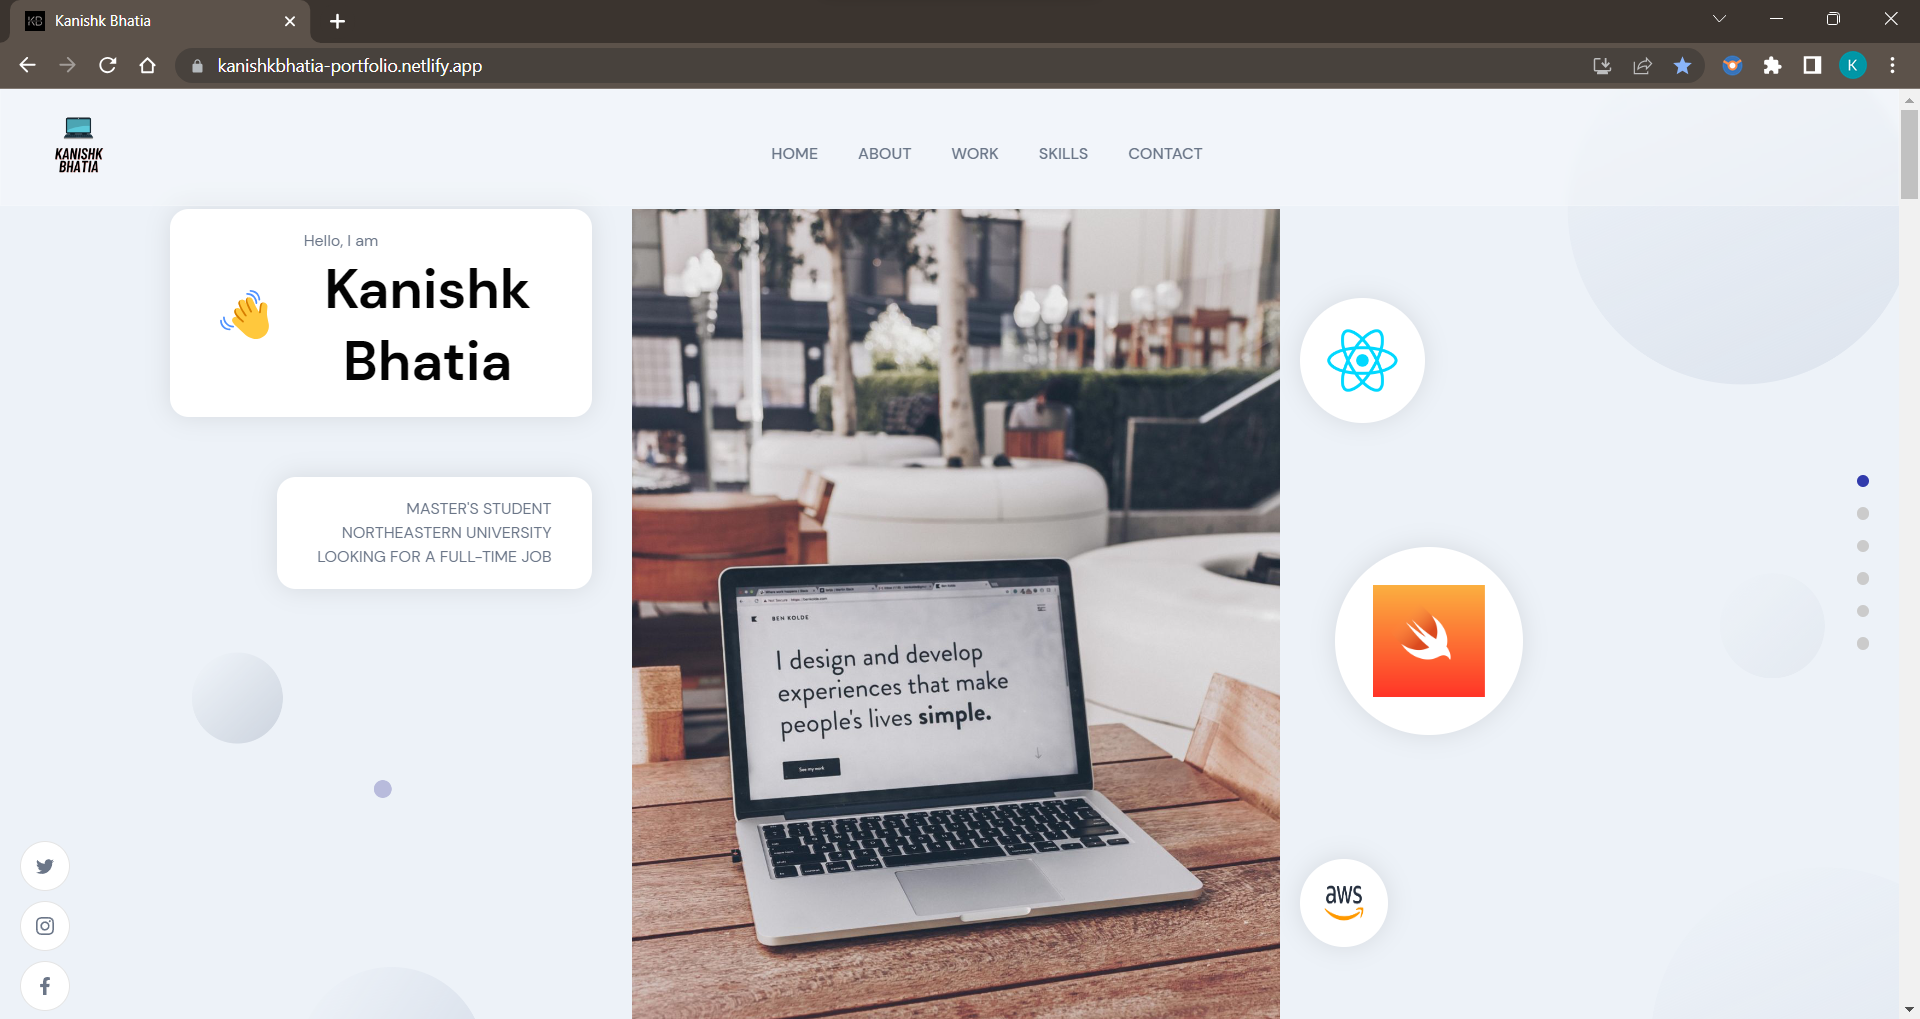 KB
Kanishk Bhatia
kanishkbhatia-portfolio.netlify.app
K
KANISHK
BHATIA
HOME
ABOUT
WORK
SKILLS
CONTACT
Hello, I am
Kanishk
Bhatia
MASTER'S STUDENT
NORTHEASTERN UNIVERSITY
LOOKING FOR A FULL-TIME JOB
BEN KOLDE
I design and develop
experiences that make
people's lives simple.
See my work
aws